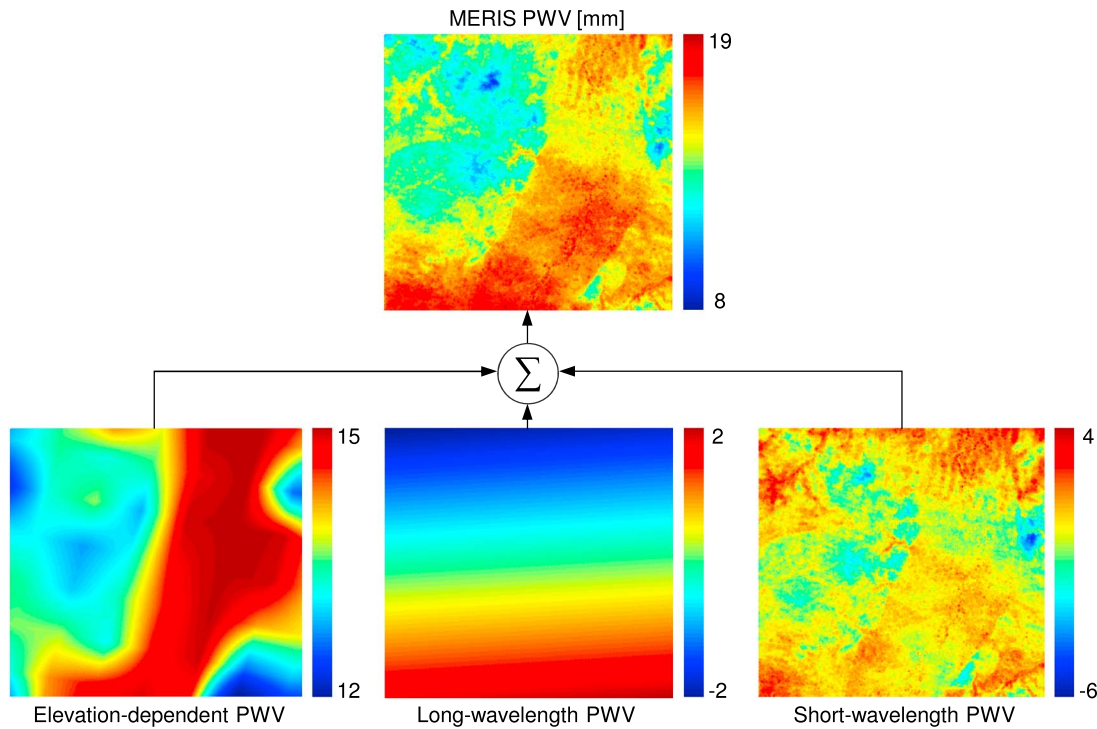 MERIS PWV [mm]
19
8
∑
15
12
2
-2
4
-6
Elevation-dependent PWV
Long-wavelength PWV
Short-wavelength PWV